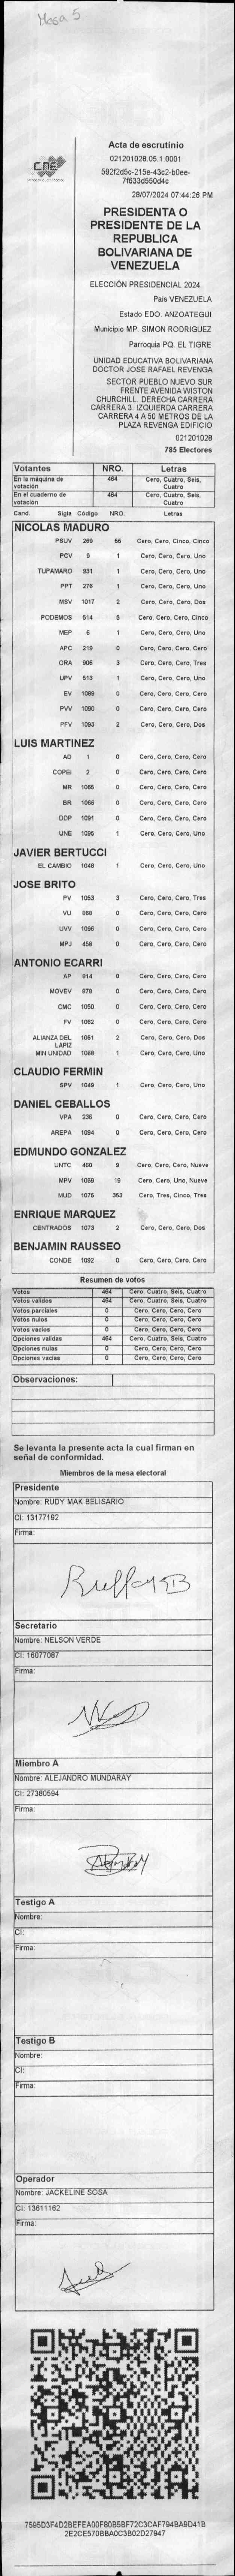 Mesa 5
CNE
Acta de escrutinio
021201028.05.1.0001
592f2d5c-215e-43c2-b0ee-
7f633d550d4c
28/07/2024 07:44:26 PM
PRESIDENTA O
PRESIDENTE DE LA
REPUBLICA
BOLIVARIANA DE
VENEZUELA
ELECCIÓN PRESIDENCIAL 2024
País VENEZUELA
Estado EDO. ANZOATEGUI
Municipio MP. SIMON RODRIGUEZ
Parroquia PQ. EL TIGRE
UNIDAD EDUCATIVA BOLIVARIANA
DOCTOR JOSE RAFAEL REVENGA
SECTOR PUEBLO NUEVO SUR
FRENTE AVENIDA WISTON
CHURCHILL. DERECHA CARRERA
CARRERA 3. IZQUIERDA CARRERA
CARRERA 4 A 50 METROS DE LA
PLAZA REVENGA EDIFICIO
021201028
785 Electores
Votantes NRO. Letras
En la máquina de votación 464 Cero, Cuatro, Seis, Cuatro
En el cuaderno de votación 464 Cero, Cuatro, Seis, Cuatro
Cand. Sigla Código NRO. Letras
NICOLAS MADURO
PSUV 269 55 Cero, Cero, Cinco, Cinco
PCV 5 1 Cero, Cero, Cero, Uno
TUPAMARO 931 1 Cero, Cero, Cero, Uno
PPT 276 1 Cero, Cero, Cero, Uno
MSV 1017 2 Cero, Cero, Cero, Dos
PODEMOS 514 5 Cero, Cero, Cero, Cinco
MEP 6 1 Cero, Cero, Cero, Uno
APC 219 0 Cero, Cero, Cero, Cero
ORA 906 3 Cero, Cero, Cero, Tres
UPV 513 1 Cero, Cero, Cero, Uno
EV 1089 0 Cero, Cero, Cero, Cero
PVV 1090 0 Cero, Cero, Cero, Cero
PFV 1093 2 Cero, Cero, Cero, Dos
LUIS MARTINEZ
AD 1 0 Cero, Cero, Cero, Cero
COPEI 2 0 Cero, Cero, Cero, Cero
MR 1065 0 Cero, Cero, Cero, Cero
BR 1066 0 Cero, Cero, Cero, Cero
DDP 1091 0 Cero, Cero, Cero, Cero
UNE 1095 1 Cero, Cero, Cero, Uno
JAVIER BERTUCCI
EL CAMBIO 1048 1 Cero, Cero, Cero, Uno
JOSE BRITO
PV 1053 3 Cero, Cero, Cero, Tres
VU 868 0 Cero, Cero, Cero, Cero
UVV 1096 0 Cero, Cero, Cero, Cero
MPJ 458 0 Cero, Cero, Cero, Cero
ANTONIO ECARRI
AP 914 0 Cero, Cero, Cero, Cero
MOVEV 878 0 Cero, Cero, Cero, Cero
CMC 1050 0 Cero, Cero, Cero, Cero
FV 1062 0 Cero, Cero, Cero, Cero
ALIANZA DEL LAPIZ 1061 2 Cero, Cero, Cero, Dos
MIN UNIDAD 1068 1 Cero, Cero, Cero, Uno
CLAUDIO FERMIN
SPV 1049 1 Cero, Cero, Cero, Uno
DANIEL CEBALLOS
VPA 236 0 Cero, Cero, Cero, Cero
AREPA 1094 0 Cero, Cero, Cero, Cero
EDMUNDO GONZALEZ
UNTC 460 9 Cero, Cero, Cero, Nueve
MPV 1069 19 Cero, Cero, Uno, Nueve
MUD 1076 353 Cero, Tres, Cinco, Tres
ENRIQUE MARQUEZ
CENTRADOS 1073 2 Cero, Cero, Cero, Dos
BENJAMIN RAUSSEO
CONDE 1092 0 Cero, Cero, Cero, Cero
Resumen de votos
Votos 464 Cero, Cuatro, Seis, Cuatro
Votos validos 464 Cero, Cuatro, Seis, Cuatro
Votos parciales 0 Cero, Cero, Cero, Cero
Votos nulos 0 Cero, Cero, Cero, Cero
Votos vacios 0 Cero, Cero, Cero, Cero
Opciones validas 464 Cero, Cuatro, Seis, Cuatro
Opciones nulas 0 Cero, Cero, Cero, Cero
Opciones vacias 0 Cero, Cero, Cero, Cero
Observaciones:
Se levanta la presente acta la cual firman en
señal de conformidad.
Miembros de la mesa electoral
Presidente
Nombre: RUDY MAK BELISARIO
CI: 13177192
Firma:
Secretario
Nombre: NELSON VERDE
CI: 16077087
Firma:
Miembro A
Nombre: ALEJANDRO MUNDARAY
CI: 27380594
Firma:
Testigo A
Nombre:
CI:
Firma:
Testigo B
Nombre:
CI:
Firma:
Operador
Nombre: JACKELINE SOSA
CI: 13611162
Firma:
7595D3F4D2BEFEA00F80B5BF72C3CAF794BA9D41B
2E2CE570BBA0C3B02D27947